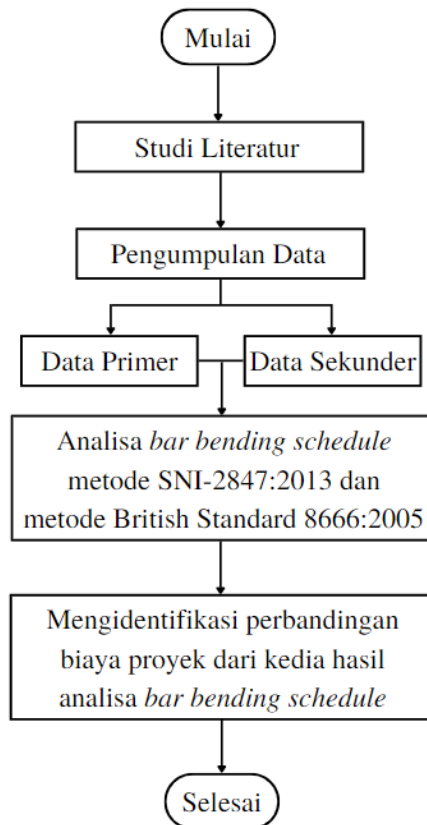 Mulai
Studi Literatur
Pengumpulan Data
Data Primer
Data Sekunder
Analisa bar bending schedule
metode SNI-2847:2013 dan
metode British Standard 8666:2005
Mengidentifikasi perbandingan
biaya proyek dari kedia hasil
analisa bar bending schedule
Selesai